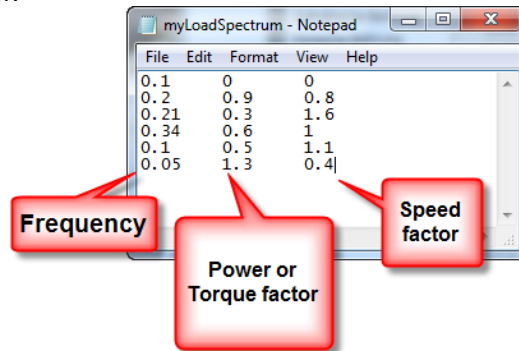 myLoadSpectrum - Notepad
File Edit Format View Help
0.1 0 0
0.2 0.9 0.8
0.21 0.3 1.6
0.34 0.6 1
0.1 0.5 1.1
0.05 1.3 0.4
Frequency
Power or
Torque factor
Speed
factor